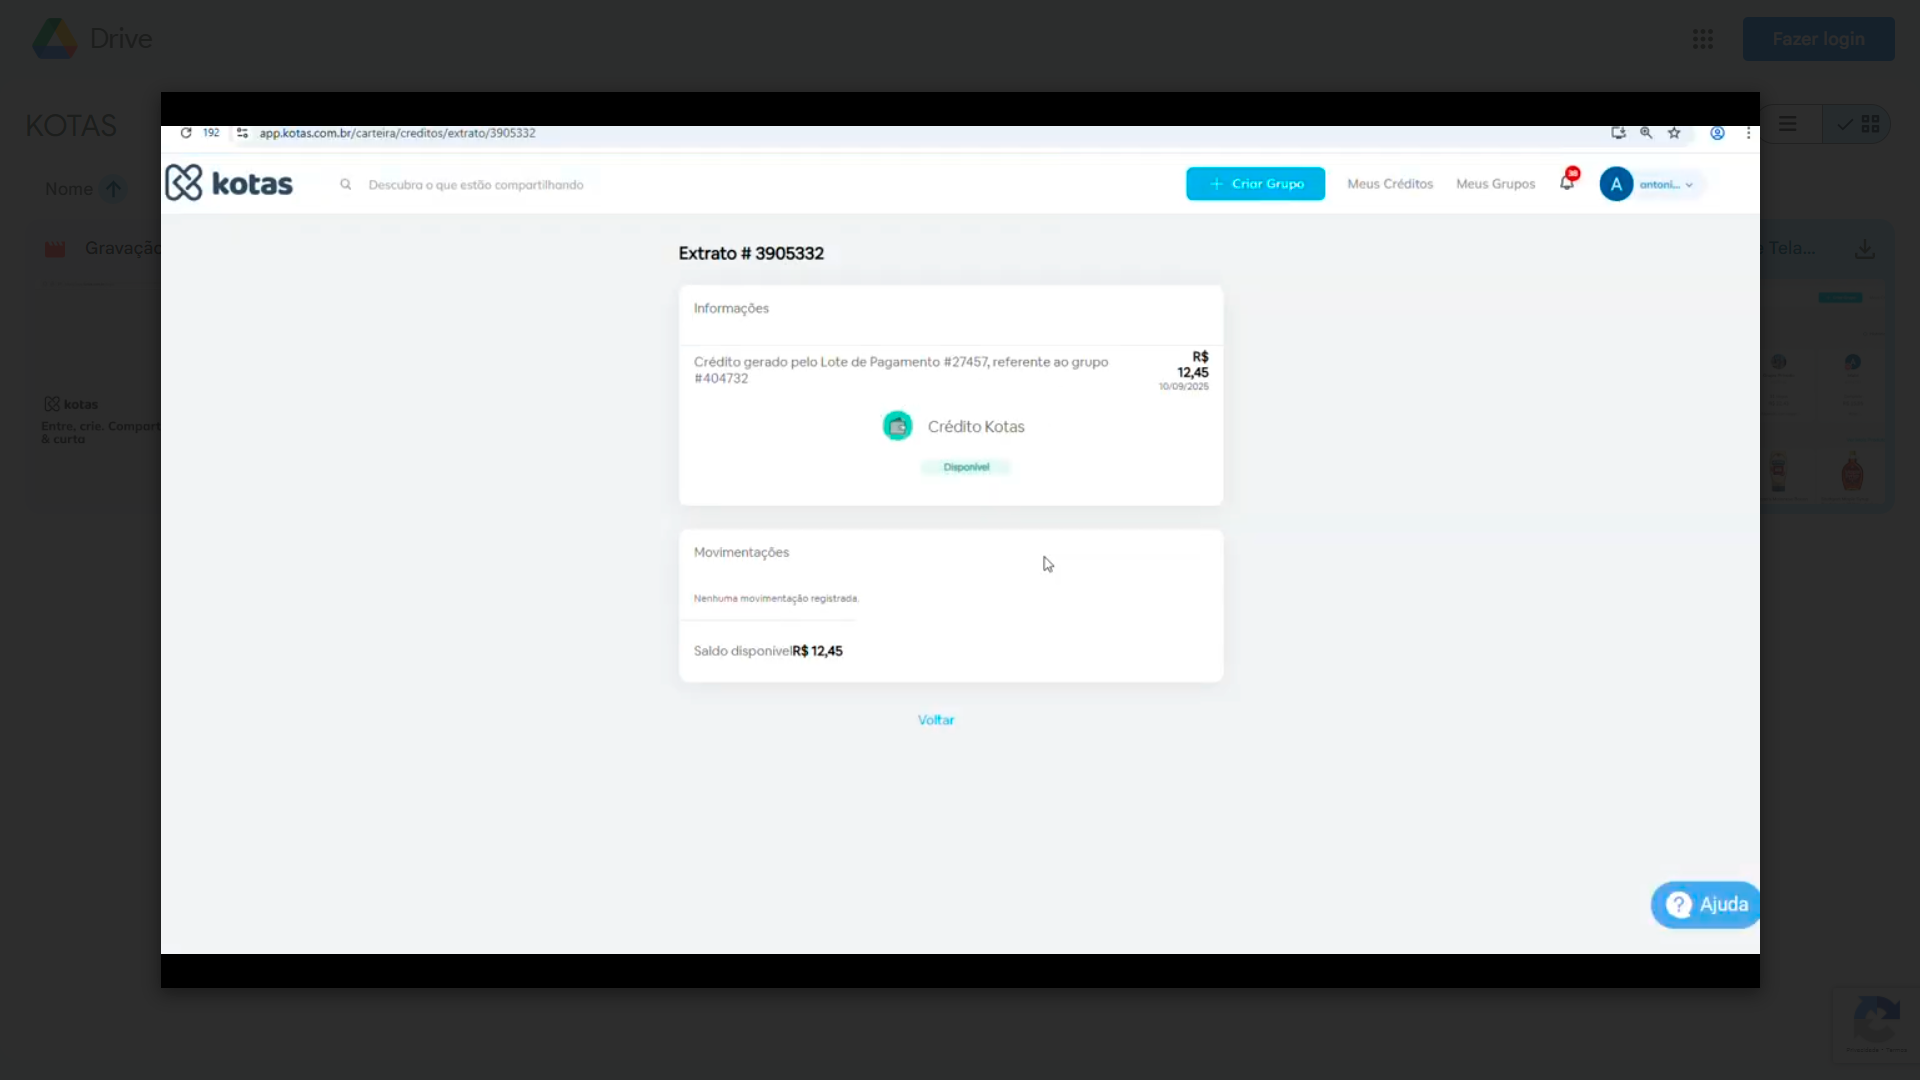 Drive
Fazer login
KOTAS
192
app.kotas.com.br/carteira/creditos/extrato/3905332
kotas
Descubra o que estão compartilhando
+ Criar Grupo
Meus Créditos
Meus Grupos
A
antoni...
Nome
Gravação
Tela...
Extrato # 3905332
Informações
Crédito gerado pelo Lote de Pagamento #27457, referente ao grupo
#404732
R$
12,45
10/09/2025
Crédito Kotas
Disponível
kotas
Entre, crie. Compart
& curta
Movimentações
Nenhuma movimentação registrada.
Saldo disponívelR$ 12,45
Voltar
? Ajuda